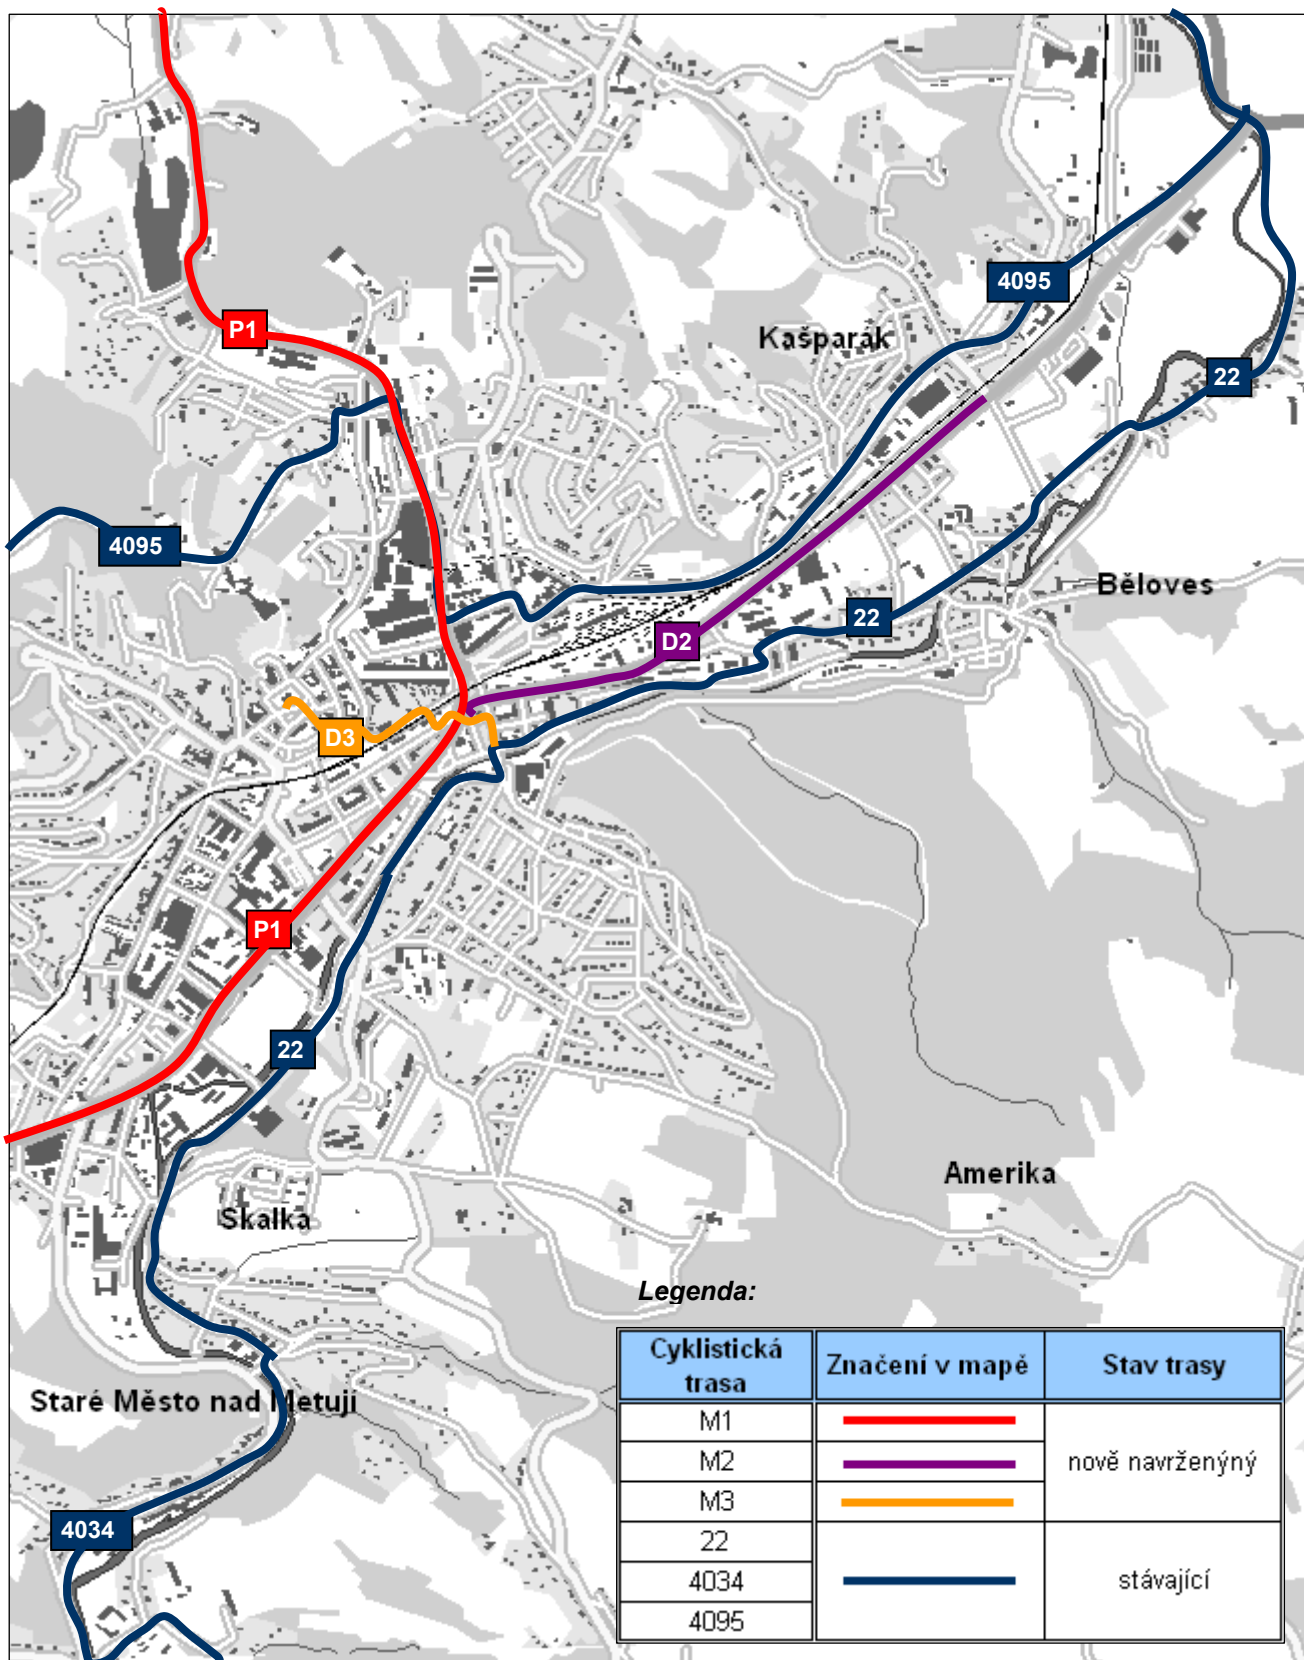 4095
P1
Kašparák
22
4095
Běloves
22
D2
D3
P1
22
Amerika
Skalka
Legenda:
Cyklistická trasa
Značení v mapě
Stav trasy
M1
M2
nově navrženýný
M3
22
4034
stávající
4095
Staré Město nad Metují
4034